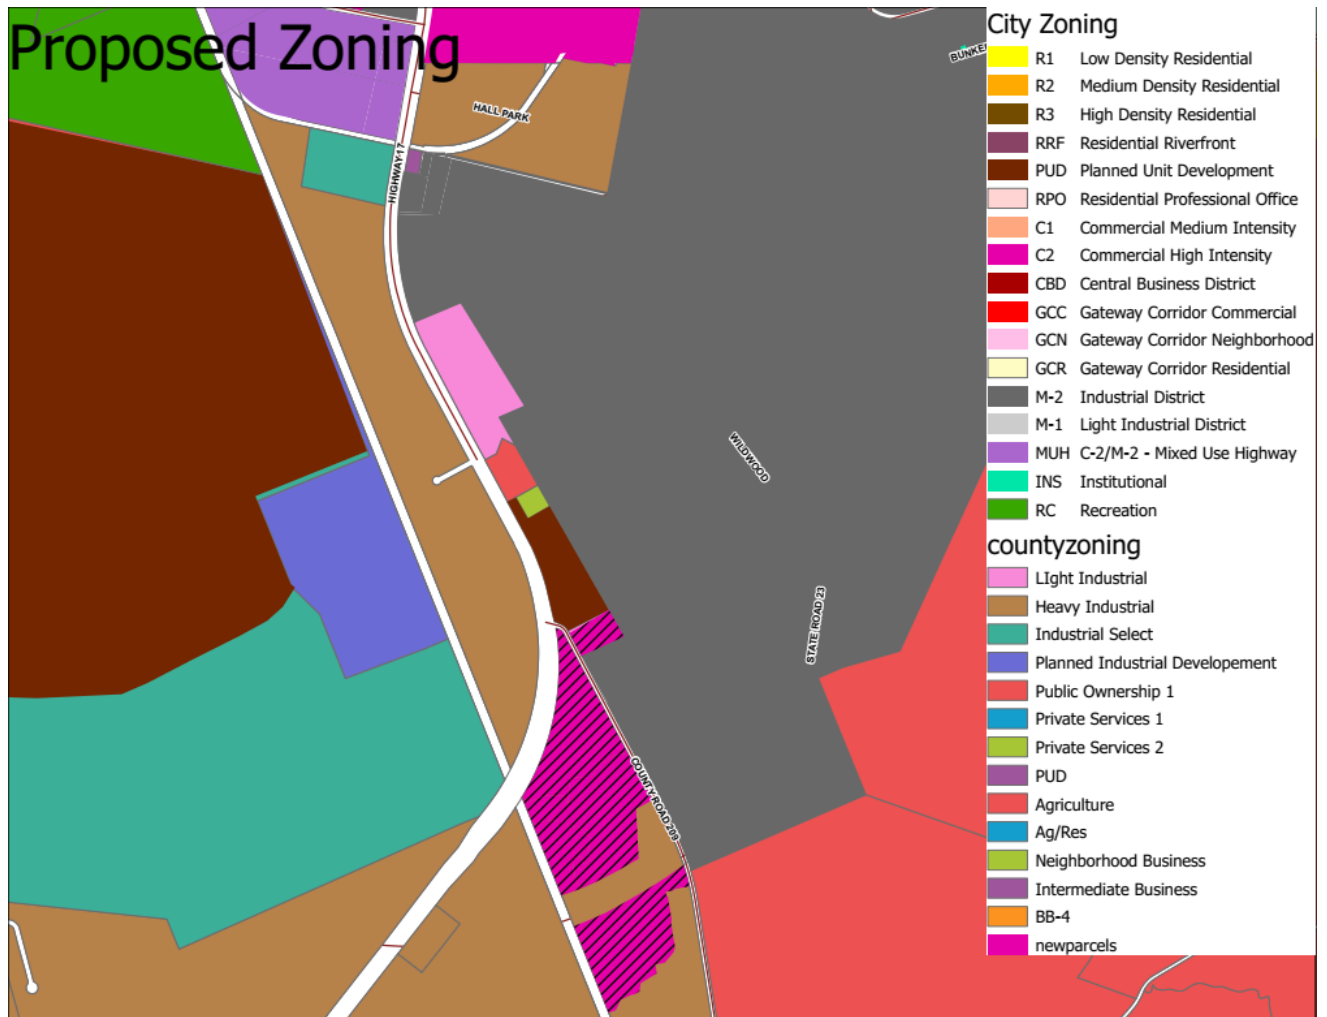 Proposed Zoning
HALL PARK
HIGHWAY 17
WILDWOOD
STATE ROAD 23
COUNTY ROAD 209
City Zoning
R1 Low Density Residential
R2 Medium Density Residential
R3 High Density Residential
RRF Residential Riverfront
PUD Planned Unit Development
RPO Residential Professional Office
C1 Commercial Medium Intensity
C2 Commercial High Intensity
CBD Central Business District
GCC Gateway Corridor Commercial
GCN Gateway Corridor Neighborhood
GCR Gateway Corridor Residential
M-2 Industrial District
M-1 Light Industrial District
MUH C-2/M-2 - Mixed Use Highway
INS Institutional
RC Recreation
countyzoning
LIght Industrial
Heavy Industrial
Industrial Select
Planned Industrial Developement
Public Ownership 1
Private Services 1
Private Services 2
PUD
Agriculture
Ag/Res
Neighborhood Business
Intermediate Business
BB-4
newparcels